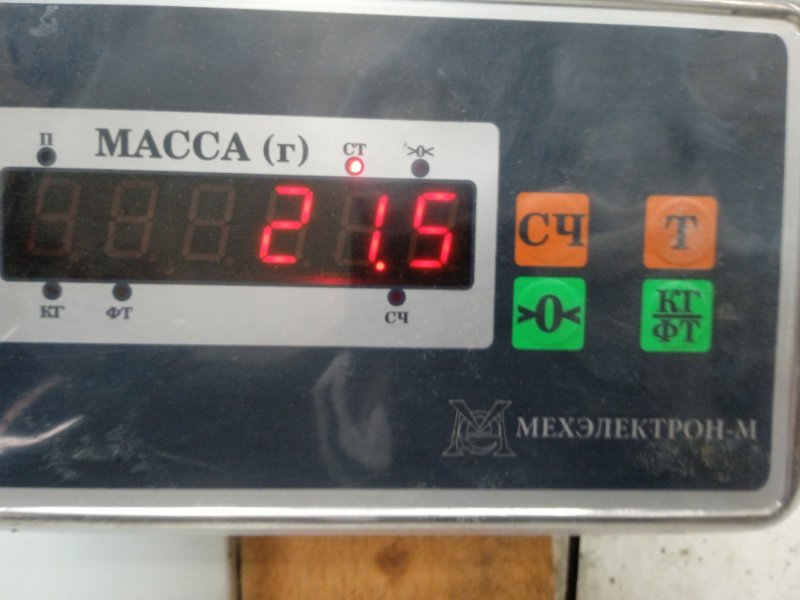 П МАССА (г) СТ >0<
21.5
КГ ФТ СЧ
СЧ Т
>0< КГ
ФТ
МЕХЭЛЕКТРОН-М